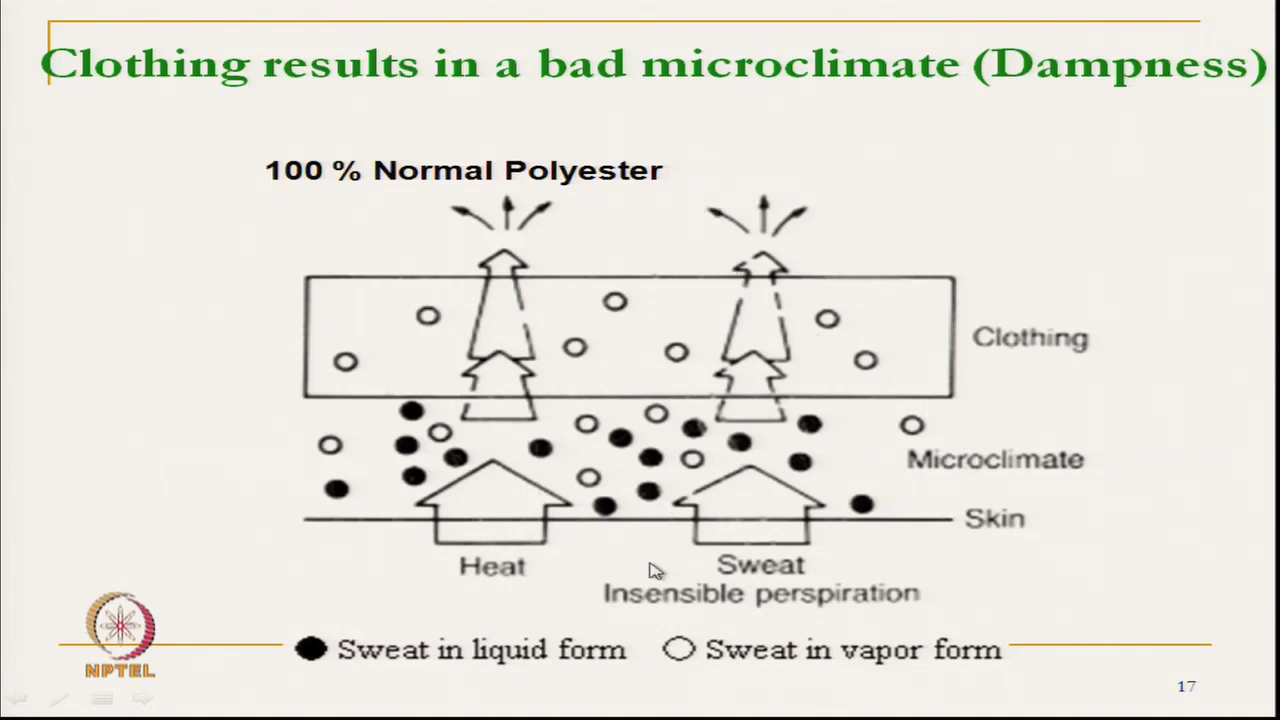 Clothing results in a bad microclimate (Dampness)
100 % Normal Polyester
Clothing
Microclimate
Skin
Heat
Sweat
Insensible perspiration
Sweat in liquid form
Sweat in vapor form
NPTEL
17